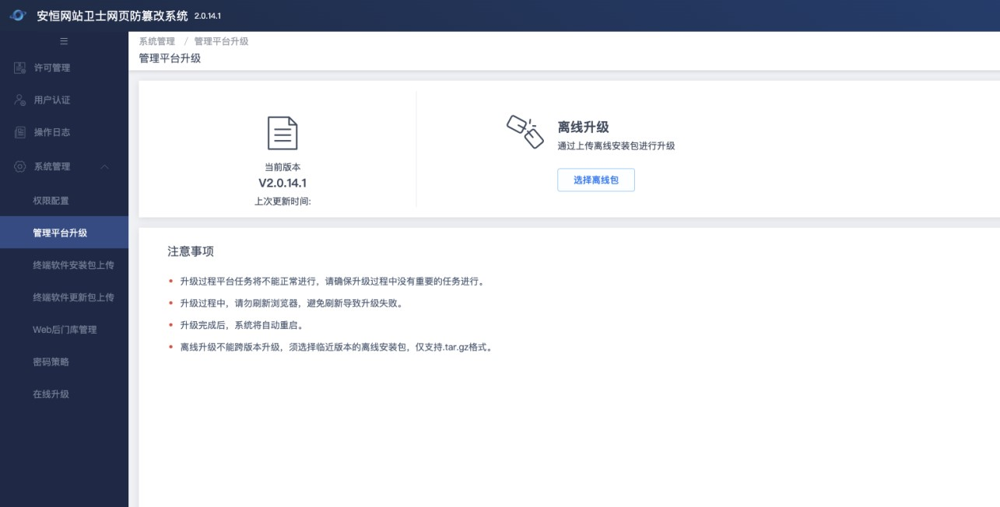 安恒网站卫士网页防篡改系统 2.0.14.1
许可管理
用户认证
操作日志
系统管理
权限配置
管理平台升级
终端软件安装包上传
终端软件更新包上传
Web后门库管理
密码策略
在线升级
系统管理 / 管理平台升级
管理平台升级
当前版本
V2.0.14.1
上次更新时间:
离线升级
通过上传离线安装包进行升级
选择离线包
注意事项
升级过程平台任务将不能正常进行，请确保升级过程中没有重要的任务进行。
升级过程中，请勿刷新浏览器，避免刷新导致升级失败。
升级完成后，系统将自动重启。
离线升级不能跨版本升级，须选择临近版本的离线安装包，仅支持.tar.gz格式。